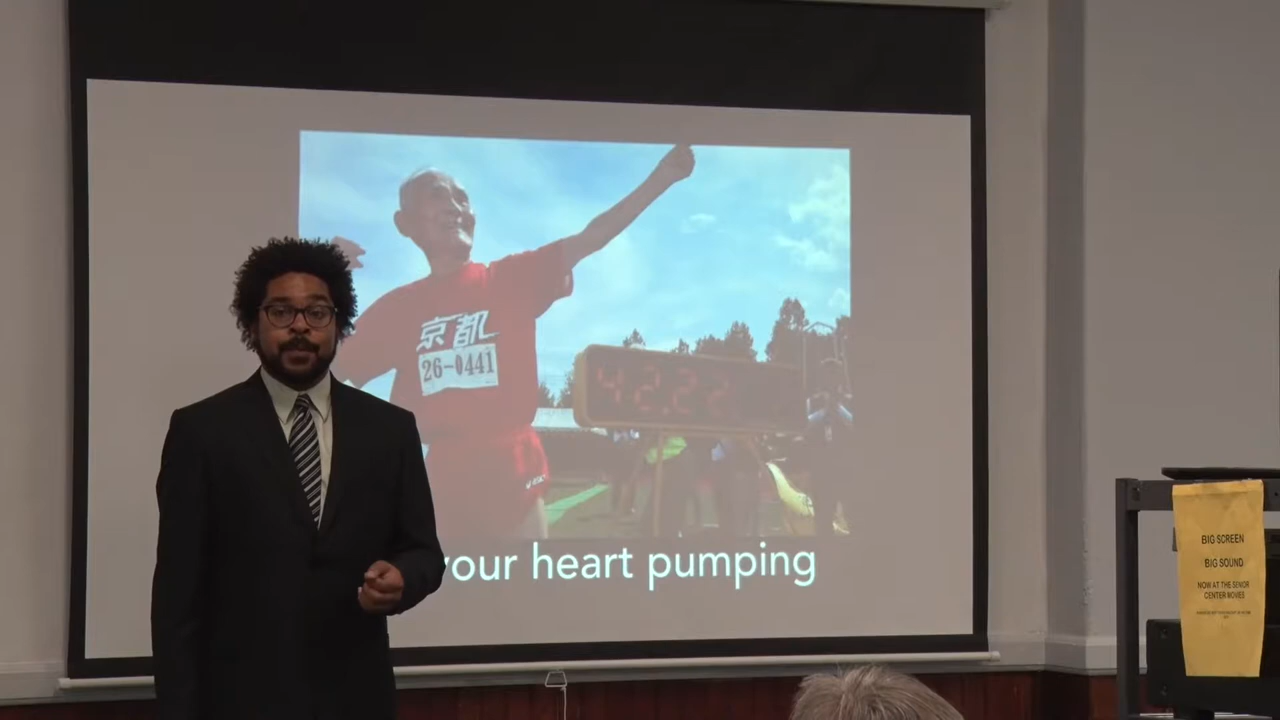 京都
26-0441
42.22
your heart pumping
BIG SCREEN
BIG SOUND
NOW AT THE SENIOR
CENTER MOVIES